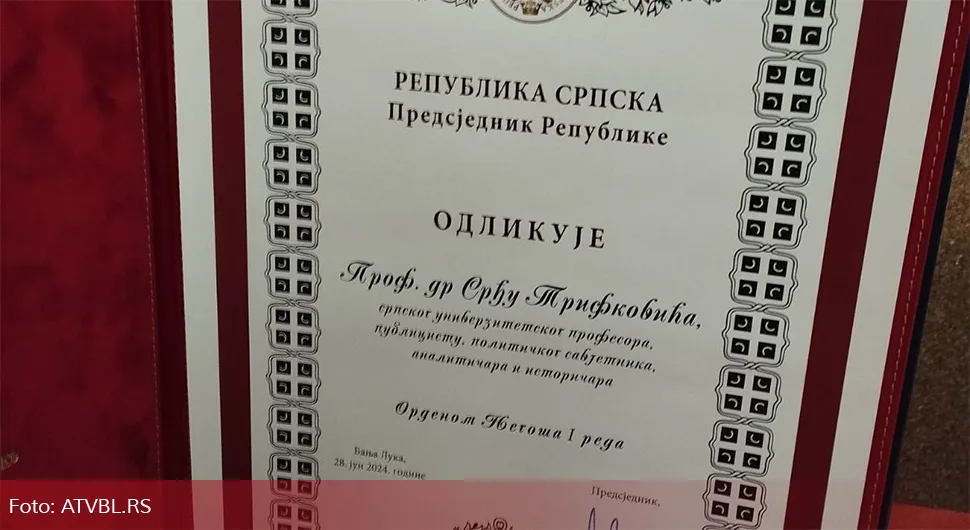 РЕПУБЛИКА СРПСКА
Предсједник Републике
ОДЛИКУЈЕ
Проф. др Срђу Трифковића,
српског универзитетског професора,
публицисту, политичког савјетника,
аналитичара и историчара
Орденом Његоша I реда
Бања Лука,
28. јун 2024. године
Предсједник,
Foto: ATVBL.RS